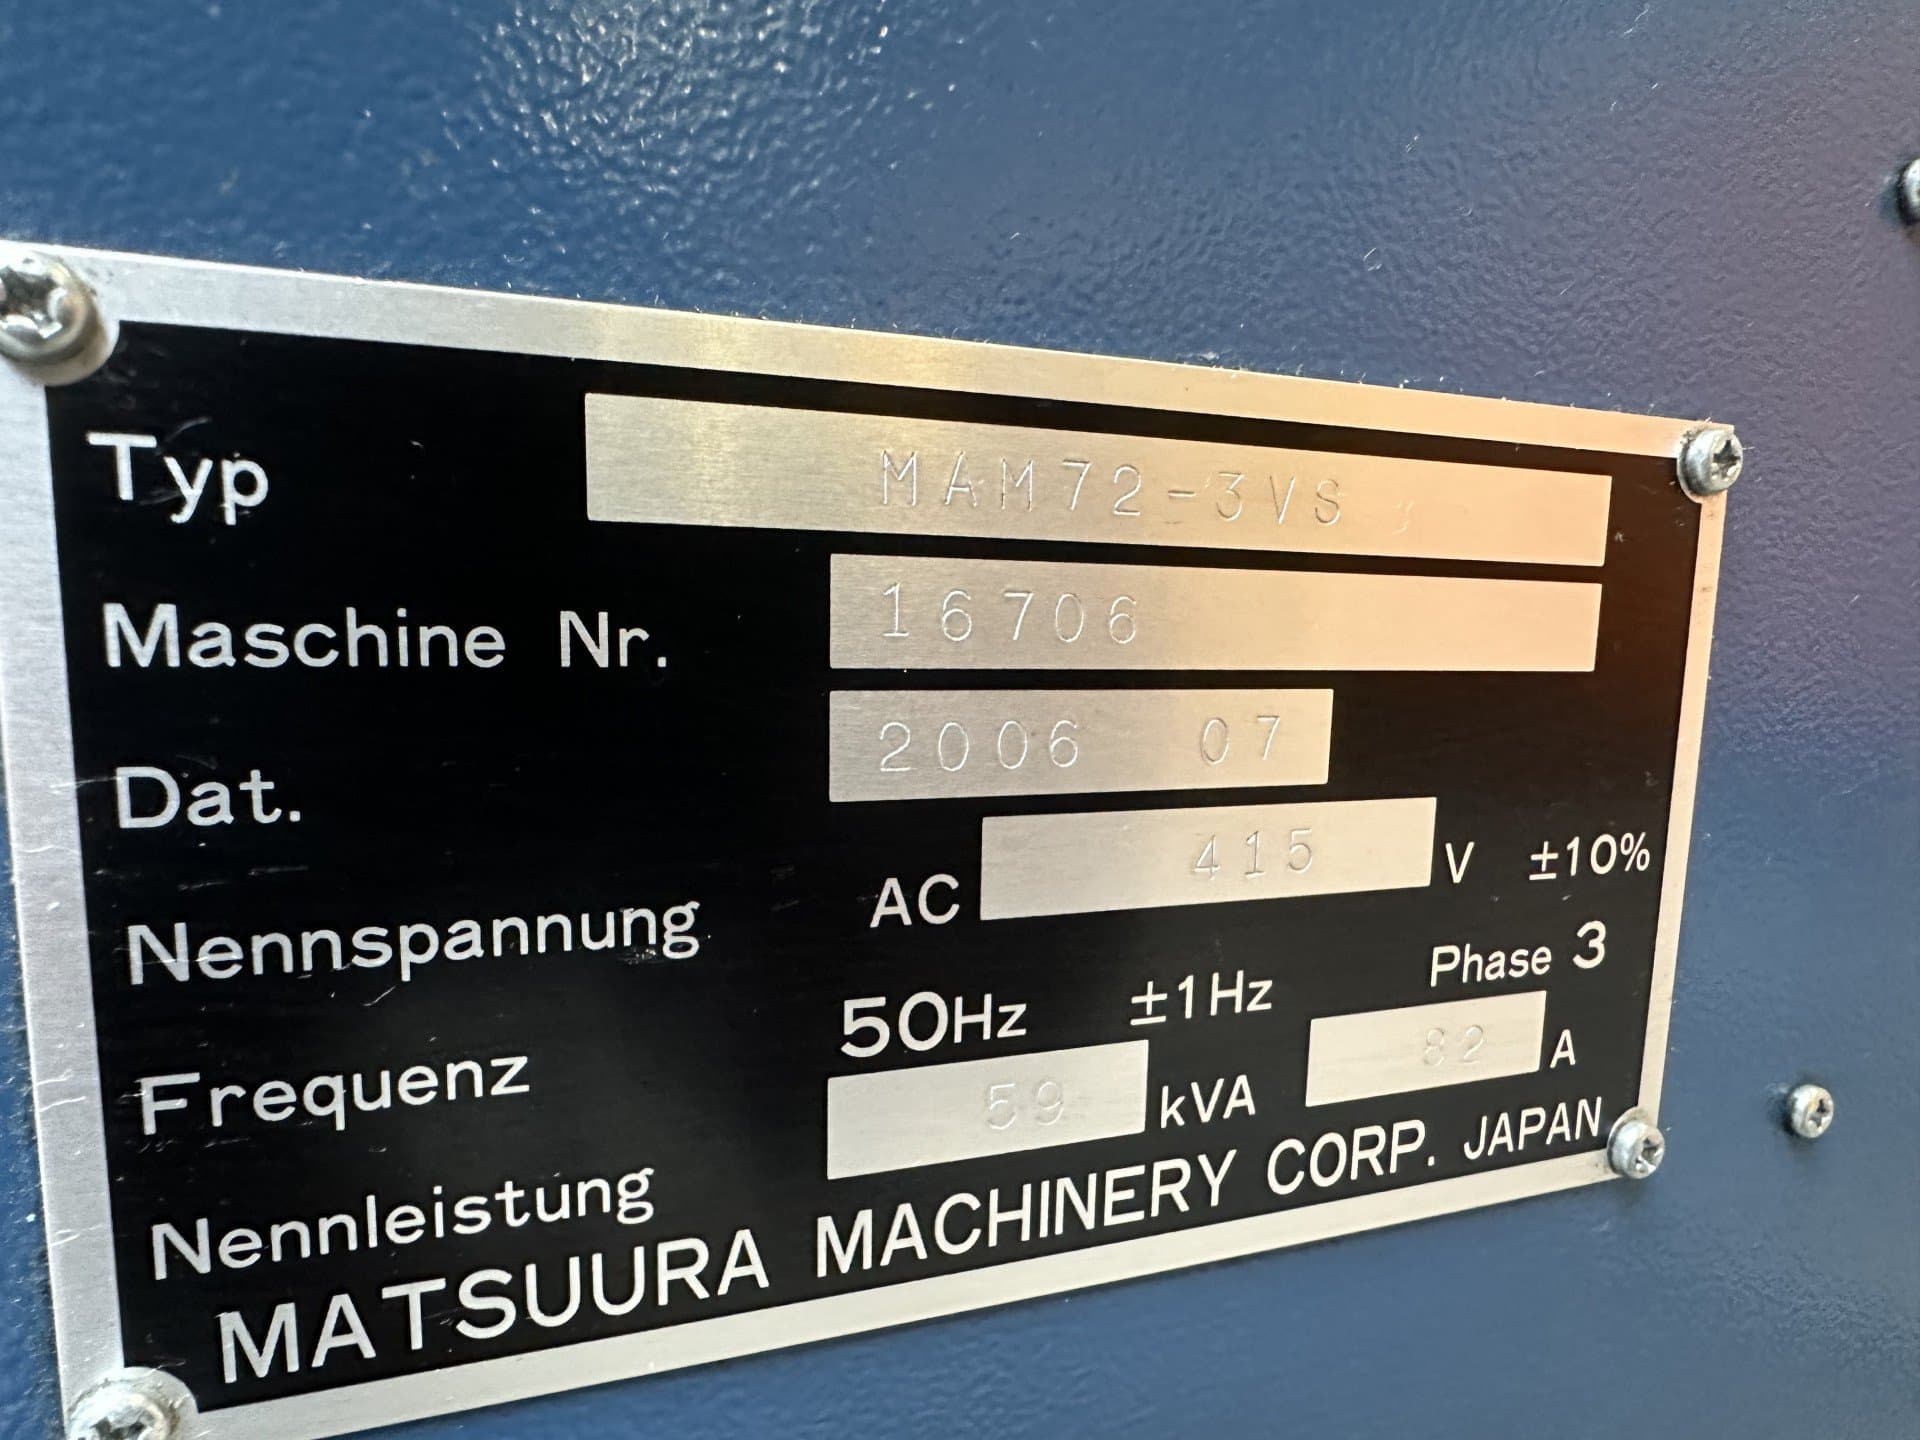 Typ MAM72-3VS
Maschine Nr. 16706
Dat. 2006 07
Nennspannung AC 415 V ±10%
Frequenz 50Hz ±1Hz Phase 3
Nennleistung 59 kVA 82 A
MATSUURA MACHINERY CORP. JAPAN